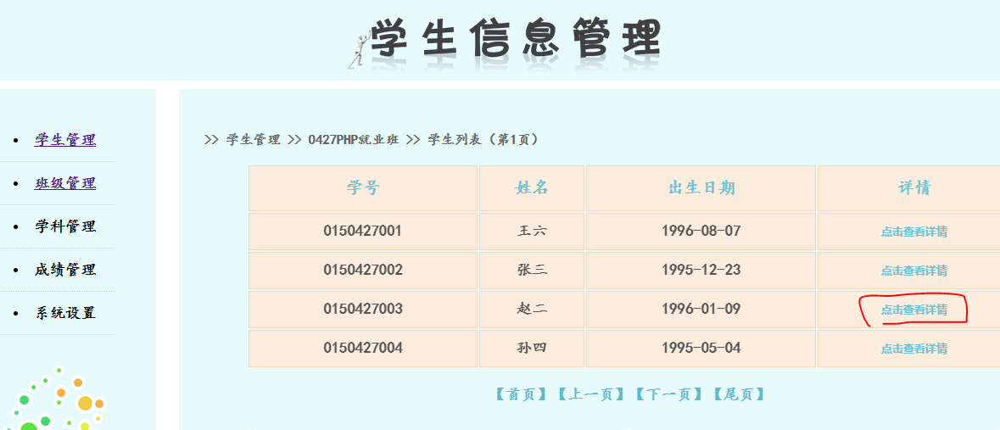 学生信息管理
学生管理
班级管理
学科管理
成绩管理
系统设置
>> 学生管理 >> 0427PHP就业班 >> 学生列表（第1页）
学号 姓名 出生日期 详情
0150427001 王六 1996-08-07 点击查看详情
0150427002 张三 1995-12-23 点击查看详情
0150427003 赵二 1996-01-09 点击查看详情
0150427004 孙四 1995-05-04 点击查看详情
【首页】【上一页】【下一页】【尾页】